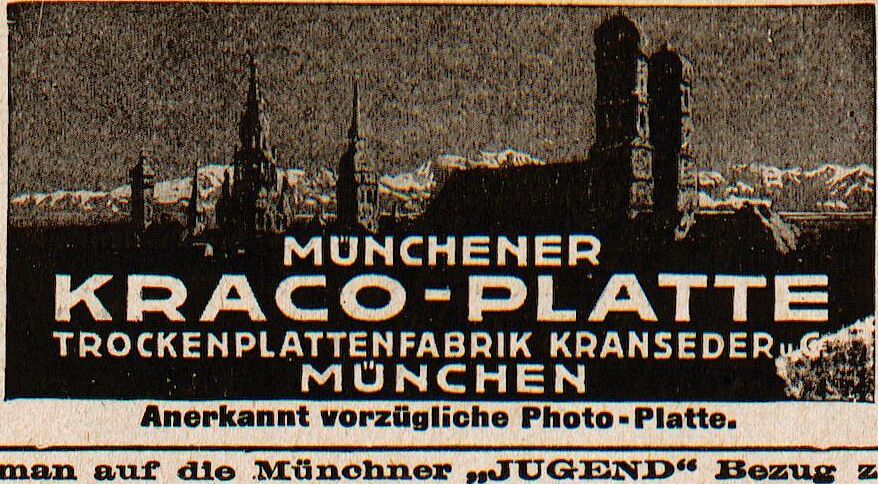 MÜNCHENER
KRACO-PLATTE
TROCKENPLATTENFABRIK KRANSEDER u. C
MÜNCHEN
Anerkannt vorzügliche Photo-Platte.
man auf die Münchner „JUGEND“ Bezug z